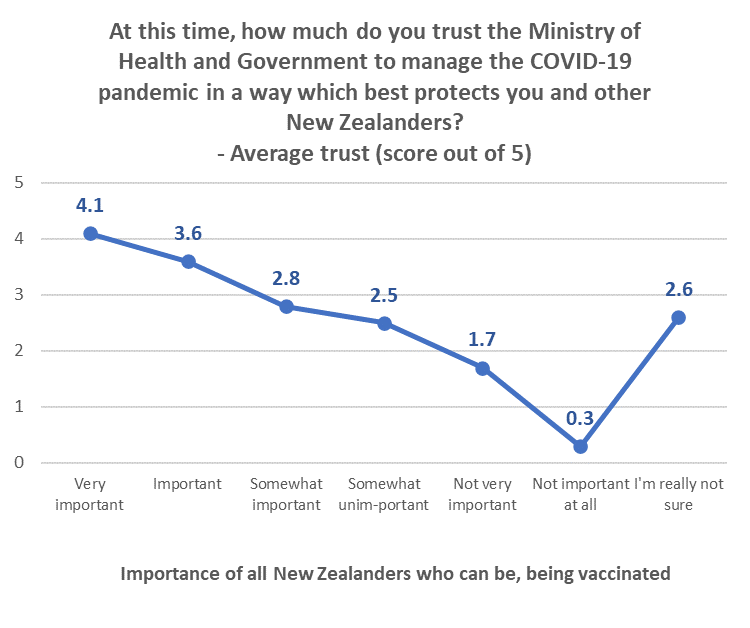 At this time, how much do you trust the Ministry of
Health and Government to manage the COVID-19
pandemic in a way which best protects you and other
New Zealanders?
- Average trust (score out of 5)
5
4
3
2
1
0
4.1
3.6
2.8
2.5
1.7
0.3
2.6
Very
important
Important
Somewhat
important
Somewhat
unim-portant
Not very
important
Not important
at all
I'm really not
sure
Importance of all New Zealanders who can be, being vaccinated